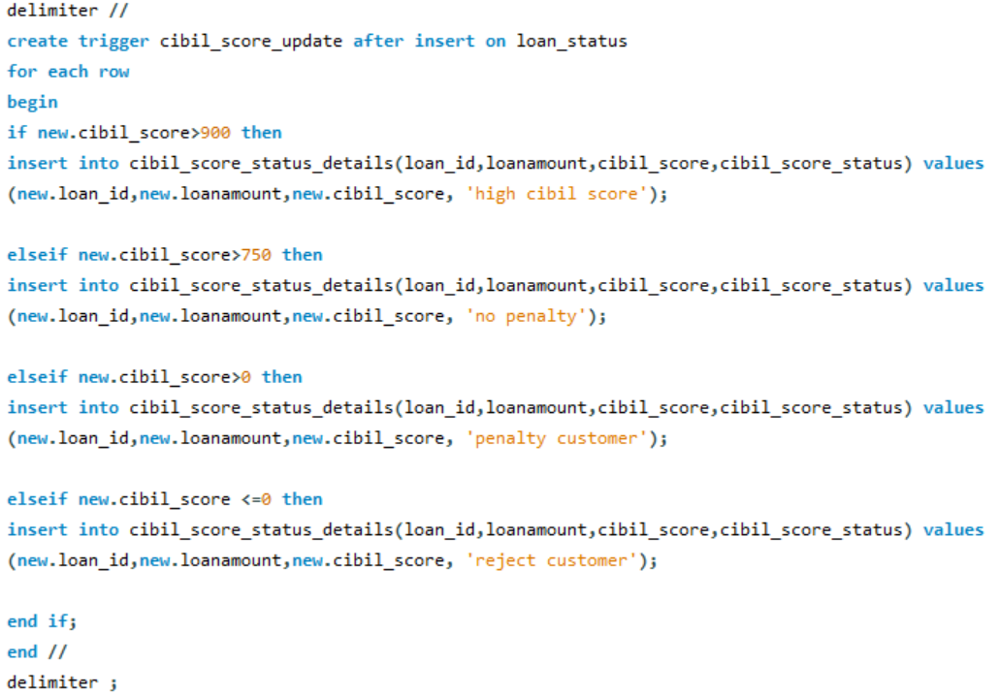 delimiter //
create trigger cibil_score_update after insert on loan_status
for each row
begin
if new.cibil_score>900 then
insert into cibil_score_status_details(loan_id,loanamount,cibil_score,cibil_score_status) values
(new.loan_id,new.loanamount,new.cibil_score, 'high cibil score');
elseif new.cibil_score>750 then
insert into cibil_score_status_details(loan_id,loanamount,cibil_score,cibil_score_status) values
(new.loan_id,new.loanamount,new.cibil_score, 'no penalty');
elseif new.cibil_score>0 then
insert into cibil_score_status_details(loan_id,loanamount,cibil_score,cibil_score_status) values
(new.loan_id,new.loanamount,new.cibil_score, 'penalty customer');
elseif new.cibil_score <=0 then
insert into cibil_score_status_details(loan_id,loanamount,cibil_score,cibil_score_status) values
(new.loan_id,new.loanamount,new.cibil_score, 'reject customer');
end if;
end //
delimiter ;